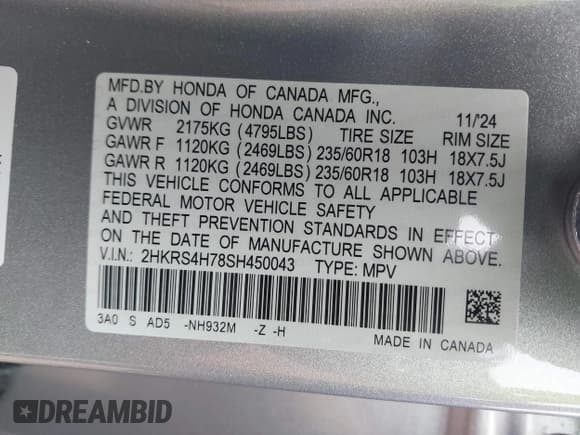 MFD.BY HONDA OF CANADA MFG.,
A DIVISION OF HONDA CANADA INC. 11/'24
GVWR 2175KG (4795LBS) TIRE SIZE RIM SIZE
GAWR F 1120KG (2469LBS) 235/60R18 103H 18X7.5J
GAWR R 1120KG (2469LBS) 235/60R18 103H 18X7.5J
THIS VEHICLE CONFORMS TO ALL APPLICABLE
FEDERAL MOTOR VEHICLE SAFETY
AND THEFT PREVENTION STANDARDS IN EFFECT
ON THE DATE OF MANUFACTURE SHOWN ABOVE.
V.I.N.: 2HKRS4H78SH450043 TYPE: MPV
3A0 S AD5 -NH932M -Z -H
MADE IN CANADA
DREAMBID